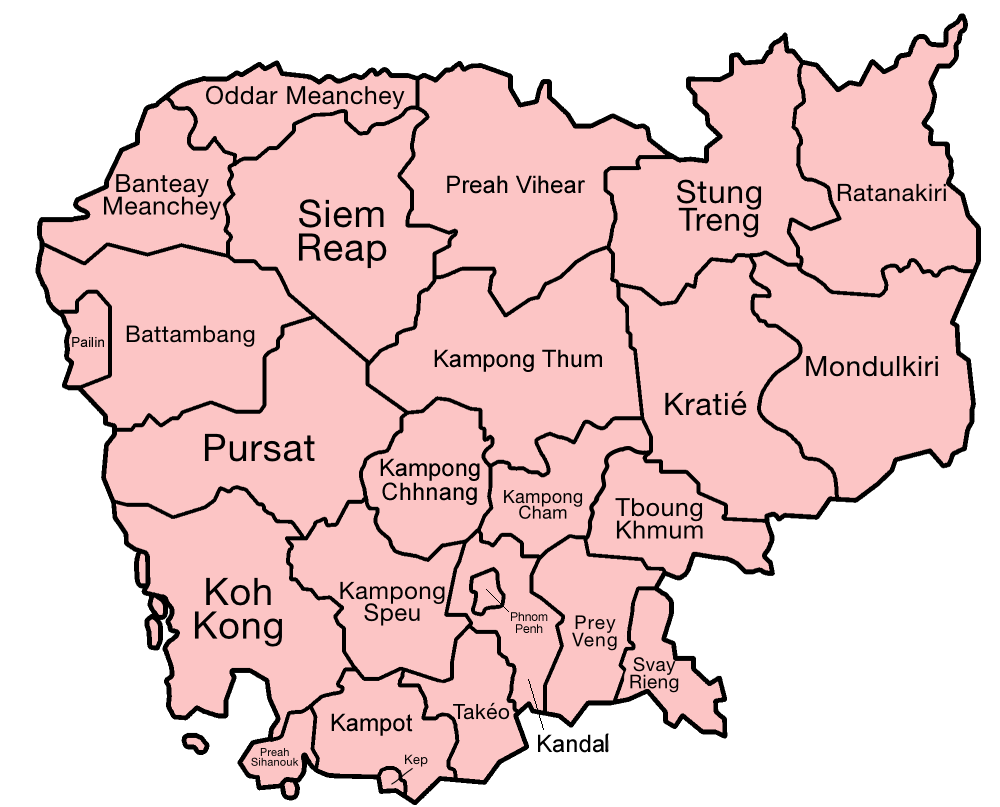 Oddar Meanchey
Banteay
Meanchey
Siem
Reap
Preah Vihear
Stung
Treng
Ratanakiri
Pailin
Battambang
Kampong Thum
Kratié
Mondulkiri
Pursat
Kampong
Chhnang
Kampong
Cham
Tboung
Khmum
Koh
Kong
Kampong
Speu
Phnom
Penh
Prey
Veng
Svay
Rieng
Kampot
Takéo
Kandal
Preah
Sihanouk
Kep